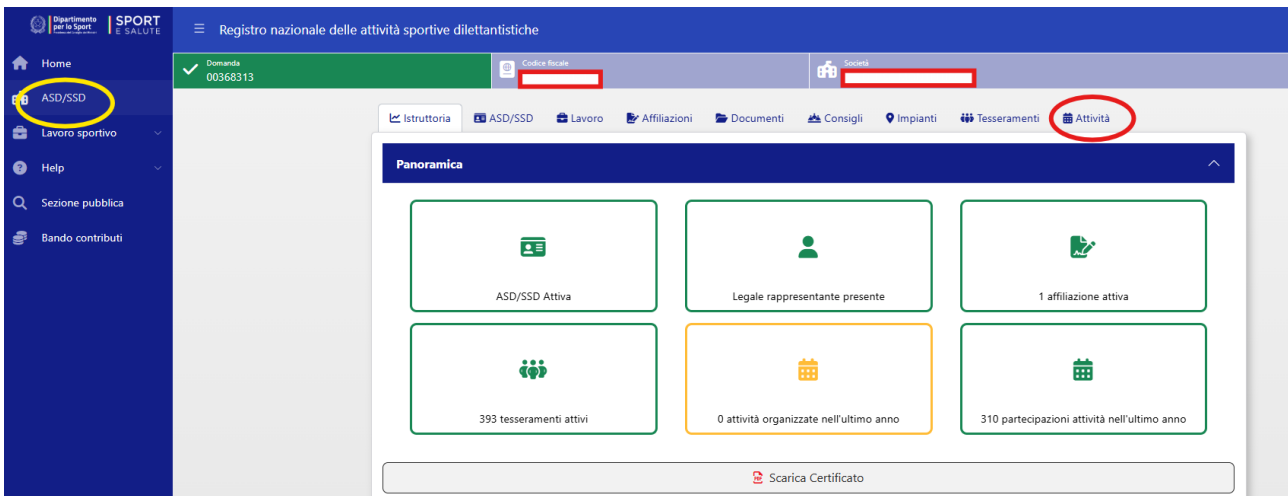 Dipartimento
per lo Sport
SPORT
E SALUTE
Registro nazionale delle attività sportive dilettantistiche
Home
ASD/SSD
Lavoro sportivo
Help
Sezione pubblica
Bando contributi
Domanda
00368313
Codice fiscale
Società
Istruttoria
ASD/SSD
Lavoro
Affiliazioni
Documenti
Consigli
Impianti
Tesseramenti
Attività
Panoramica
ASD/SSD Attiva
Legale rappresentante presente
1 affiliazione attiva
393 tesseramenti attivi
0 attività organizzate nell'ultimo anno
310 partecipazioni attività nell'ultimo anno
Scarica Certificato